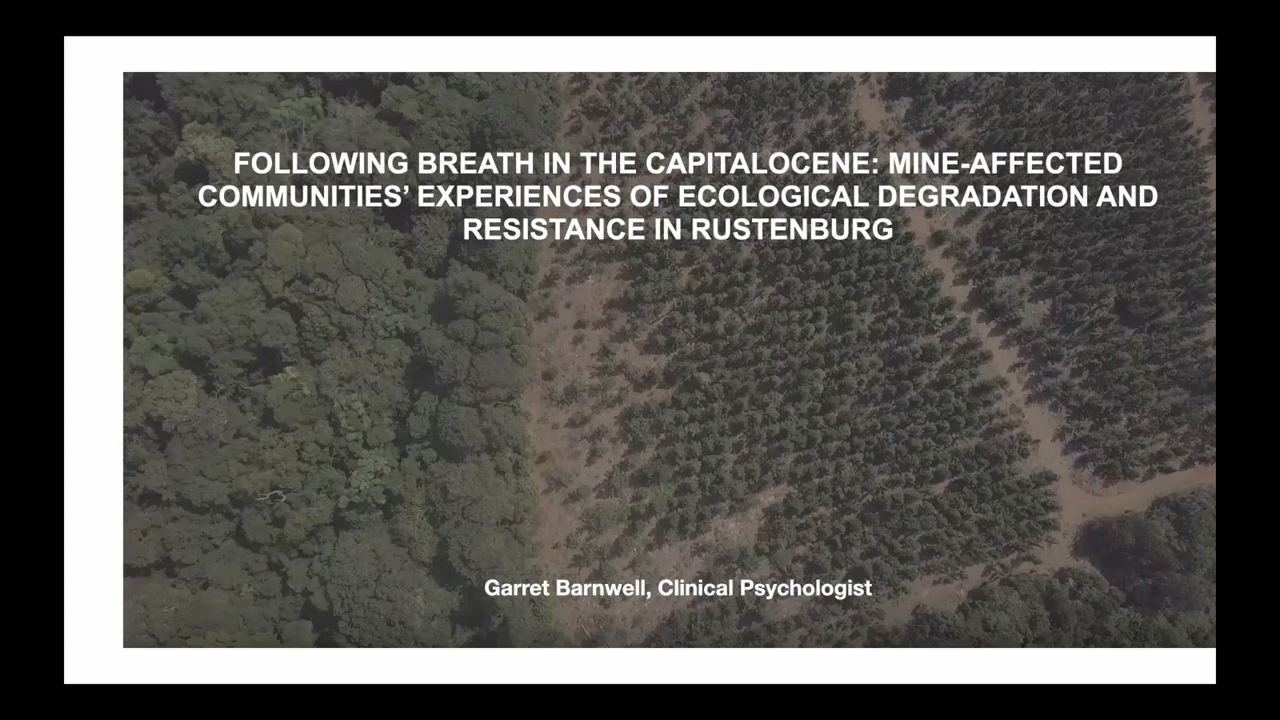 FOLLOWING BREATH IN THE CAPITALOCENE: MINE-AFFECTED
COMMUNITIES’ EXPERIENCES OF ECOLOGICAL DEGRADATION AND
RESISTANCE IN RUSTENBURG
Garret Barnwell, Clinical Psychologist